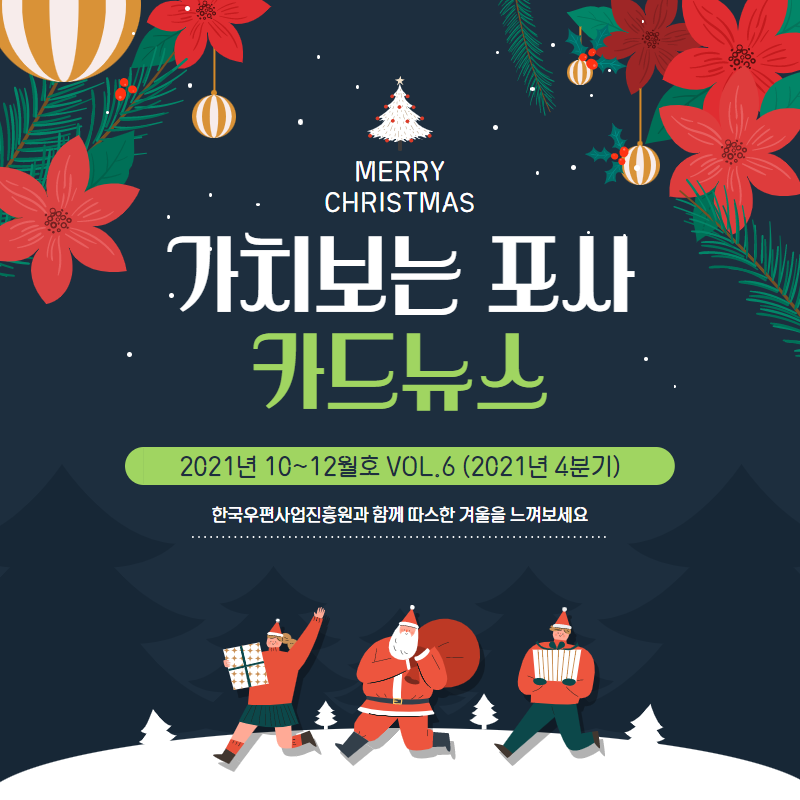 MERRY
CHRISTMAS
가치보는 포사
카드뉴스
2021년 10~12월호 VOL.6 (2021년 4분기)
한국우편사업진흥원과 함께 따스한 겨울을 느껴보세요